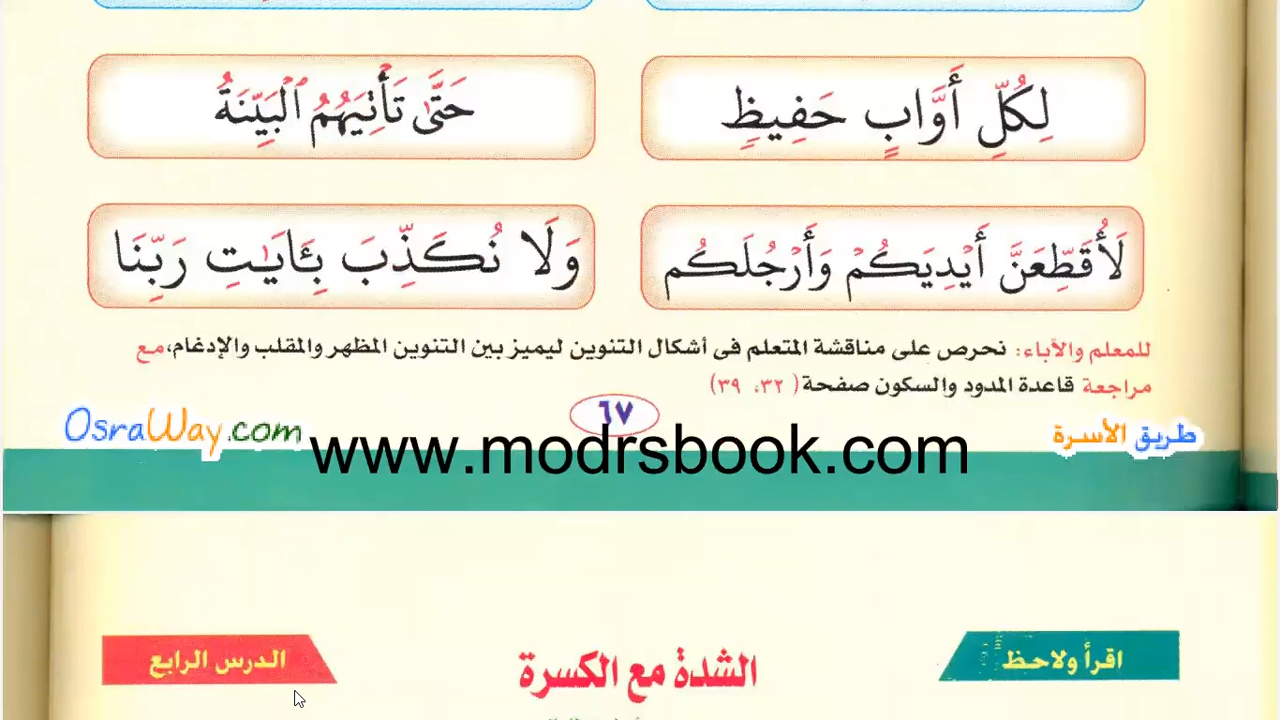 لِكُلِّ أَوَّابٍ حَفِيظٍ
حَتَّىٰ تَأْتِيَهُمُ ٱلْبَيِّنَةُ
لَأُقَطِّعَنَّ أَيْدِيَكُمْ وَأَرْجُلَكُم
وَلَا نُكَذِّبَ بِـَٔايَـٰتِ رَبِّنَا
للمعلم والآباء: نحرص على مناقشة المتعلم فى أشكال التنوين ليميز بين التنوين المظهر والمقلب والإدغام، مع
مراجعة قاعدة المدود والسكون صفحة (٣٢، ٣٩)
٦٧
OsraWay.com
www.modrsbook.com
طريق الأسرة
اقرأ ولاحظ
الشدة مع الكسرة
الدرس الرابع